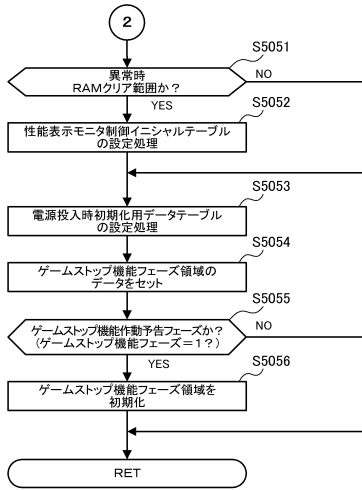 2
S5051
異常時
RAMクリア範囲か？
NO
YES
S5052
性能表示モニタ制御イニシャルテーブル
の設定処理
S5053
電源投入時初期化用データテーブル
の設定処理
S5054
ゲームストップ機能フェーズ領域の
データをセット
S5055
ゲームストップ機能作動予告フェーズか？
（ゲームストップ機能フェーズ＝１？）
NO
YES
S5056
ゲームストップ機能フェーズ領域を
初期化
RET